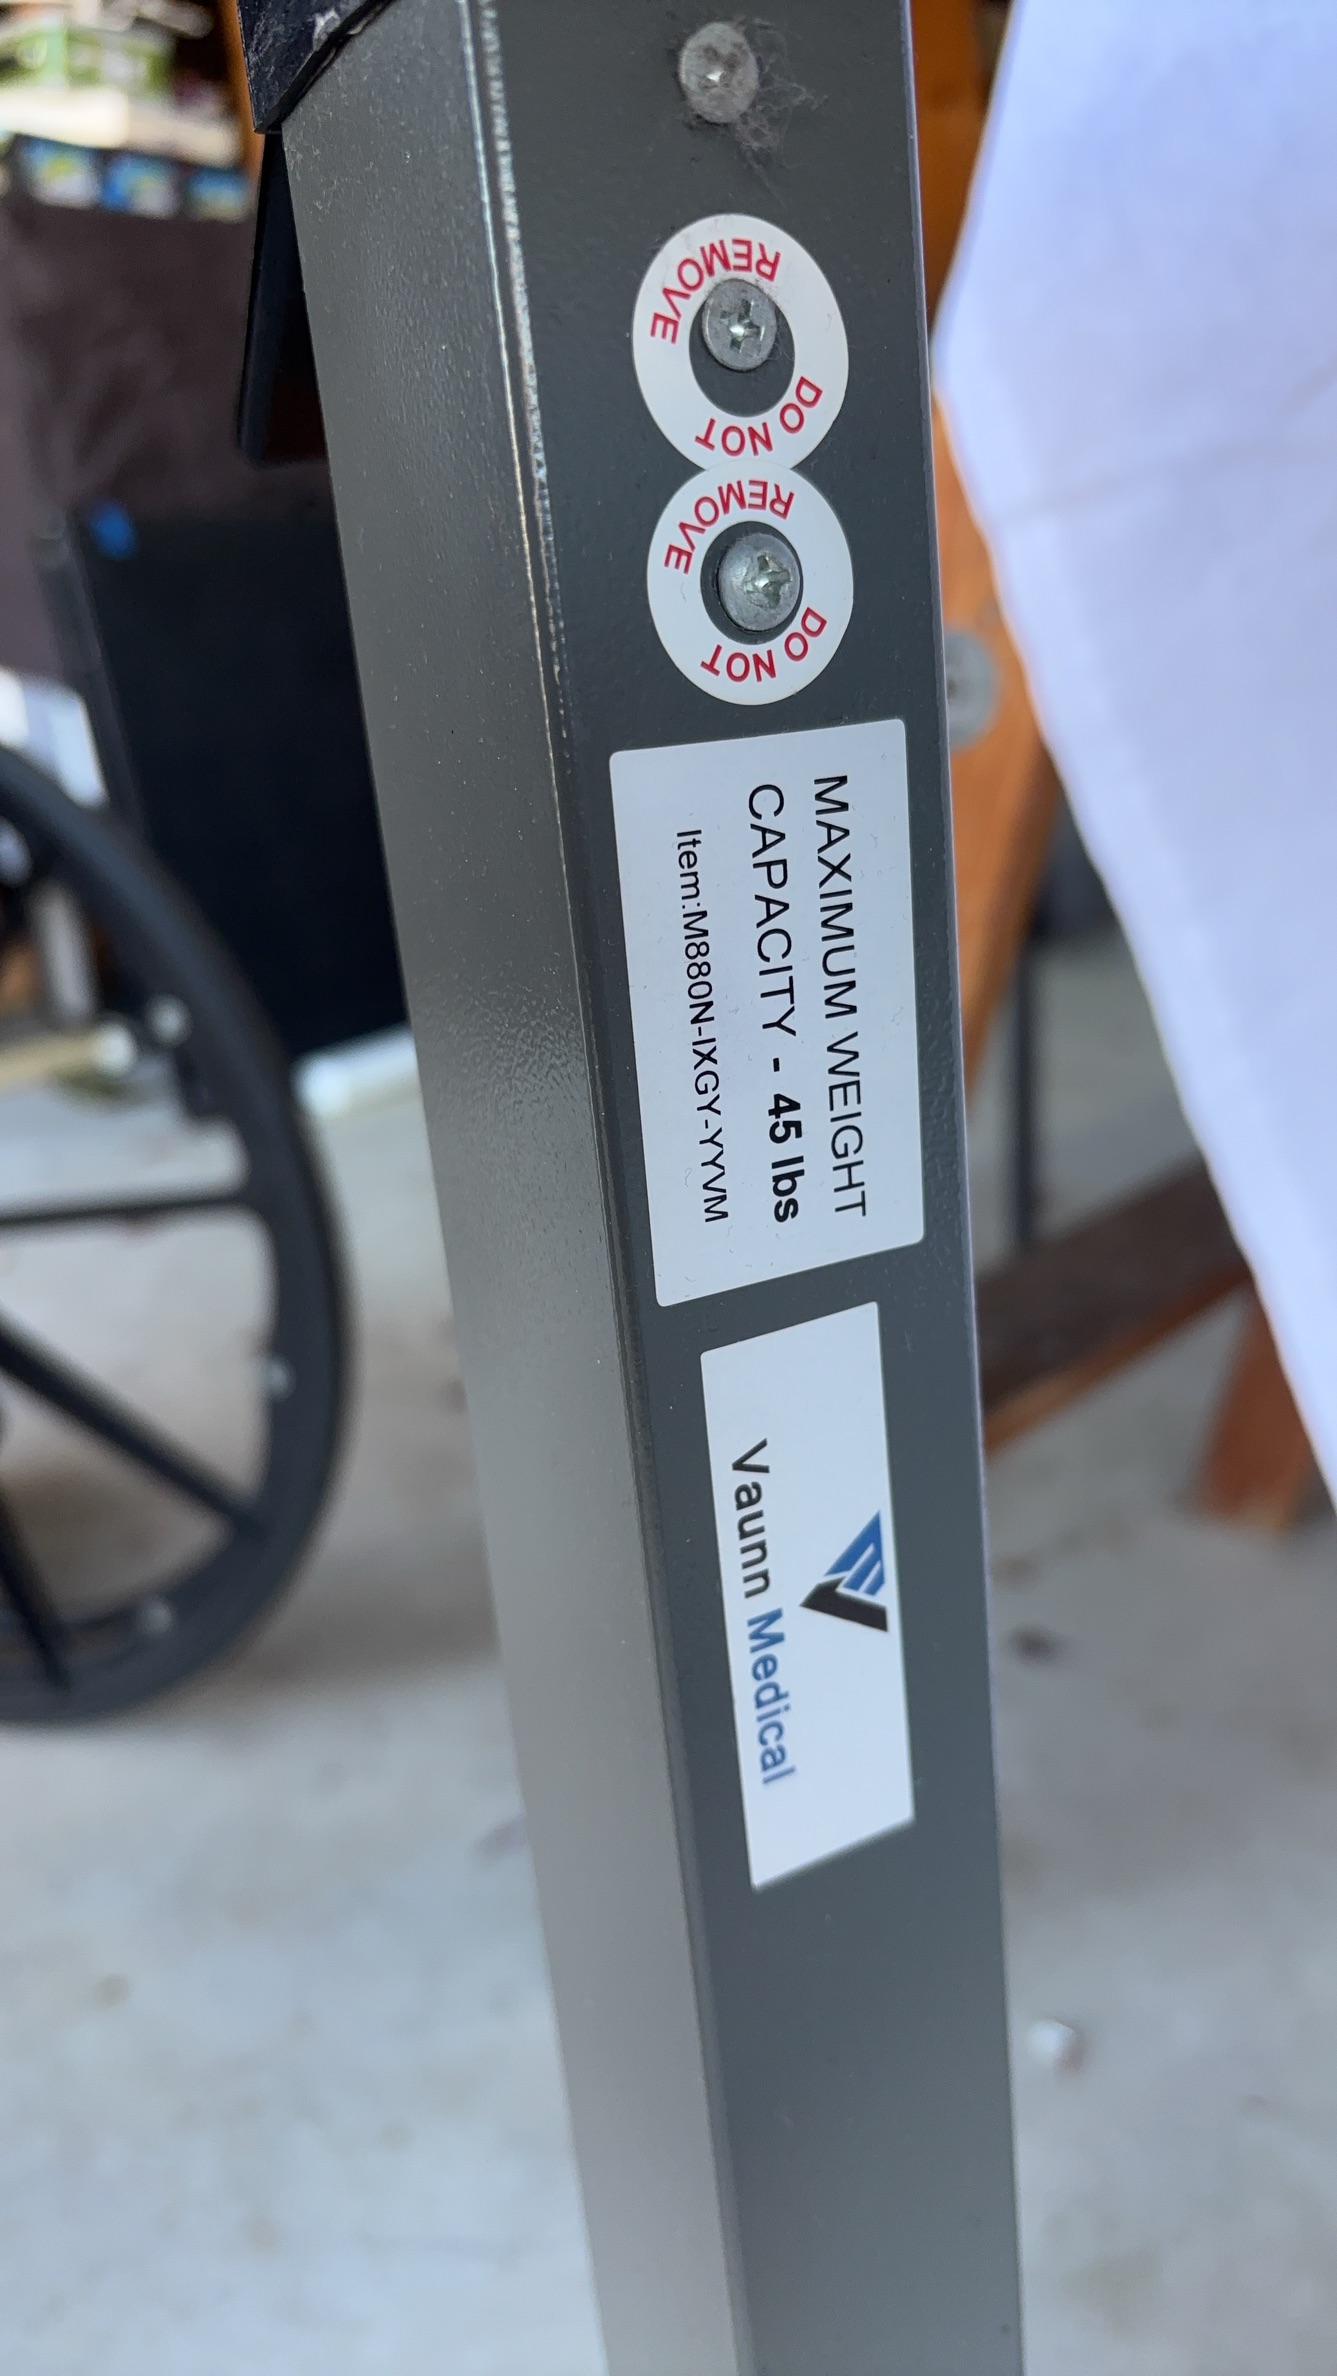 DO NOT REMOVE
DO NOT REMOVE
MAXIMUM WEIGHT
CAPACITY - 45 lbs
Item:M880N-IXGY-YYVM
Vaunn Medical